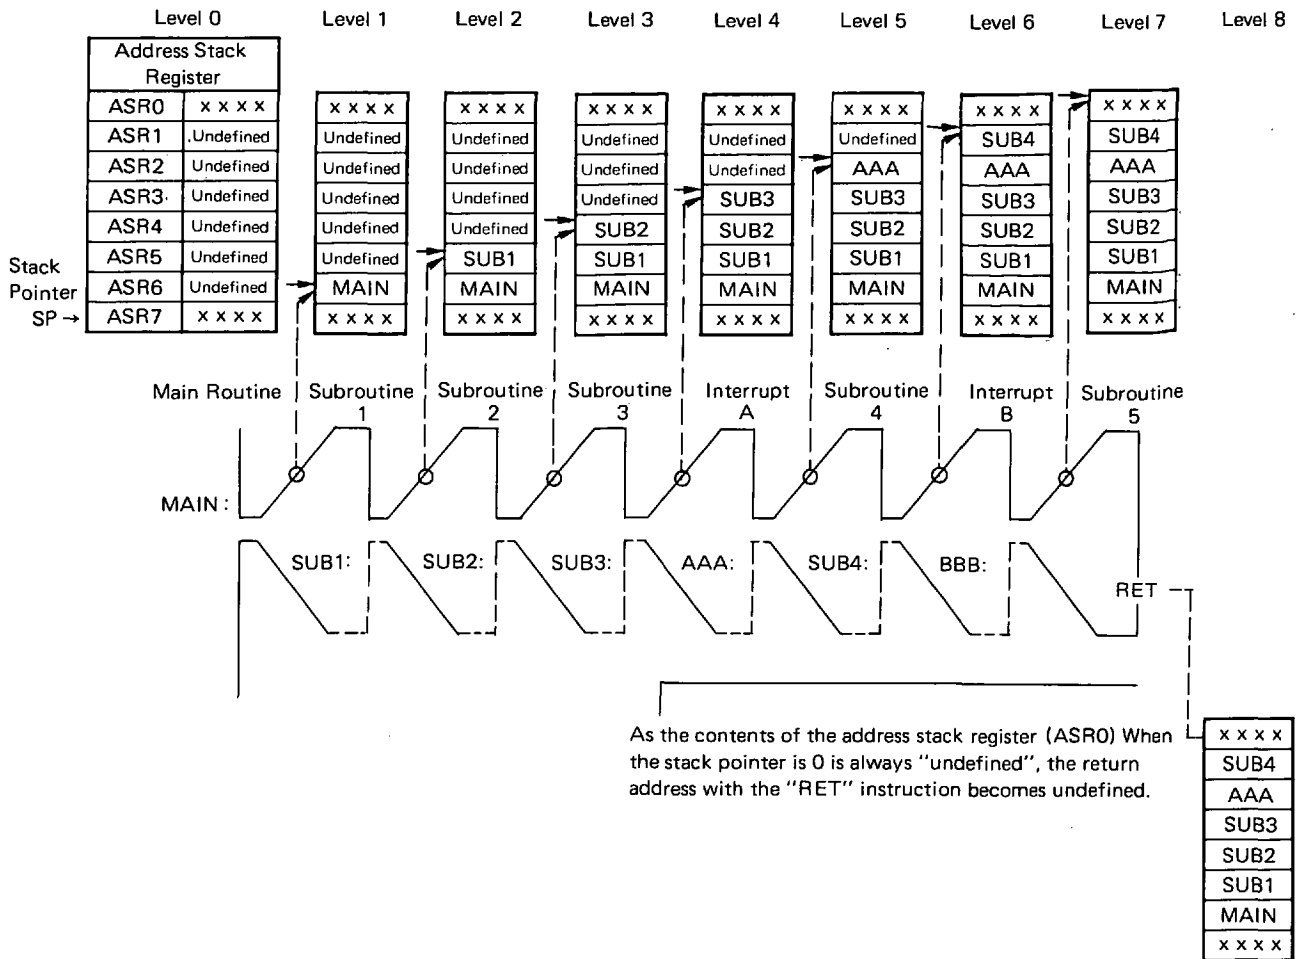 Level 0 Level 1 Level 2 Level 3 Level 4 Level 5 Level 6 Level 7 Level 8
Address Stack
Register
ASR0 x x x x x x x x x x x x x x x x x x x x x x x x x x x x x x x x
ASR1 Undefined Undefined Undefined Undefined Undefined Undefined SUB4 SUB4
ASR2 Undefined Undefined Undefined Undefined Undefined AAA AAA AAA
ASR3 Undefined Undefined Undefined Undefined SUB3 SUB3 SUB3 SUB3
ASR4 Undefined Undefined Undefined SUB2 SUB2 SUB2 SUB2 SUB2
ASR5 Undefined Undefined SUB1 SUB1 SUB1 SUB1 SUB1 SUB1
Stack
Pointer
ASR6 Undefined MAIN MAIN MAIN MAIN MAIN MAIN MAIN
SP → ASR7 x x x x x x x x x x x x x x x x x x x x x x x x x x x x x x x x
Main Routine Subroutine Subroutine Subroutine Interrupt Subroutine Interrupt Subroutine
1 2 3 A 4 B 5
MAIN :
SUB1: SUB2: SUB3: AAA: SUB4: BBB:
RET
As the contents of the address stack register (ASR0) When
the stack pointer is 0 is always "undefined", the return
address with the "RET" instruction becomes undefined.
x x x x
SUB4
AAA
SUB3
SUB2
SUB1
MAIN
x x x x